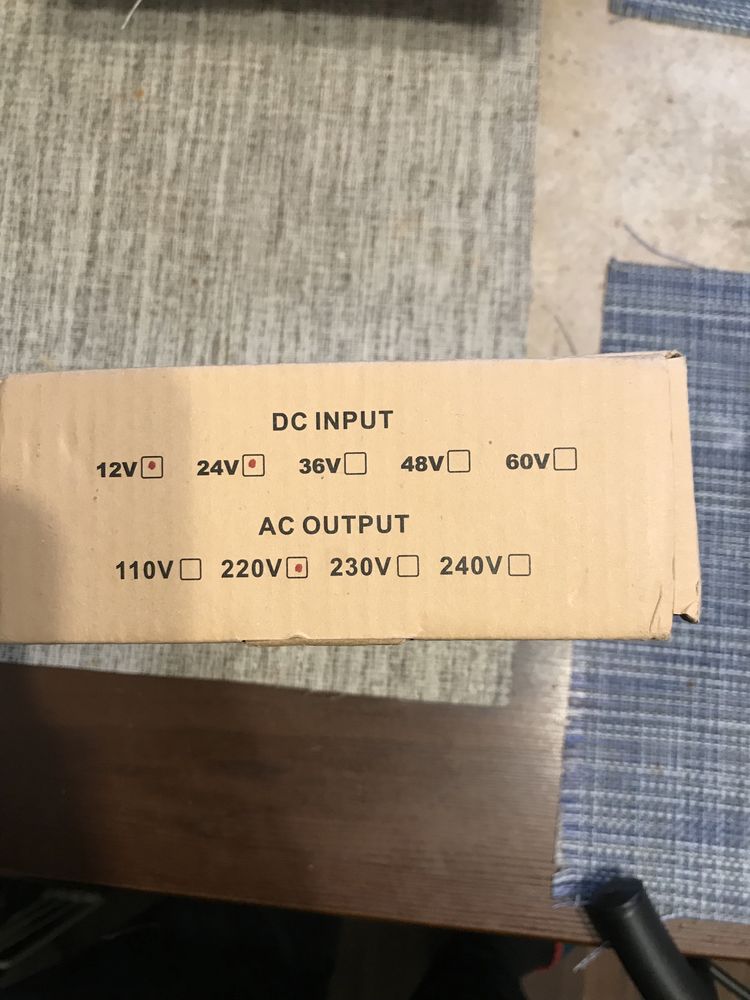 DC INPUT
12V 24V 36V 48V 60V
AC OUTPUT
110V 220V 230V 240V